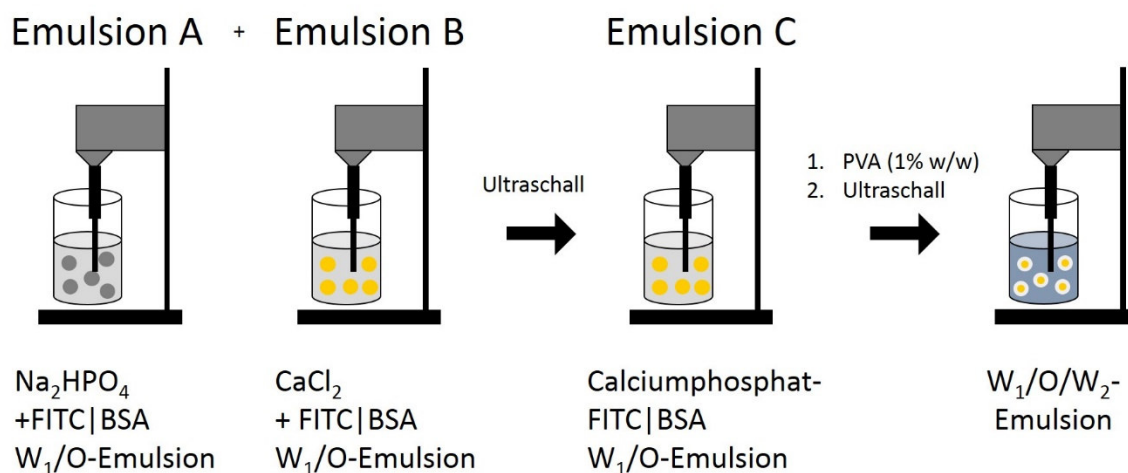 Emulsion A + Emulsion B Emulsion C
Ultraschall
1. PVA (1% w/w)
2. Ultraschall
Na₂HPO₄
+FITC|BSA
W₁/O-Emulsion
CaCl₂
+ FITC|BSA
W₁/O-Emulsion
Calciumphosphat-
FITC|BSA
W₁/O-Emulsion
W₁/O/W₂-
Emulsion